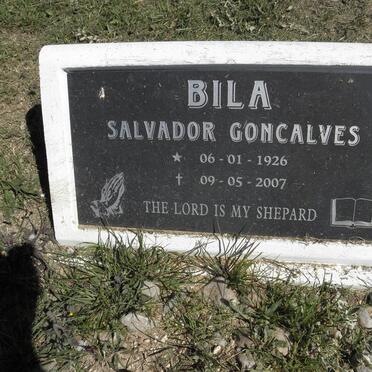 BILA
SALVADOR GONCALVES
★ 06-01-1926
✝ 09-05-2007
THE LORD IS MY SHEPARD